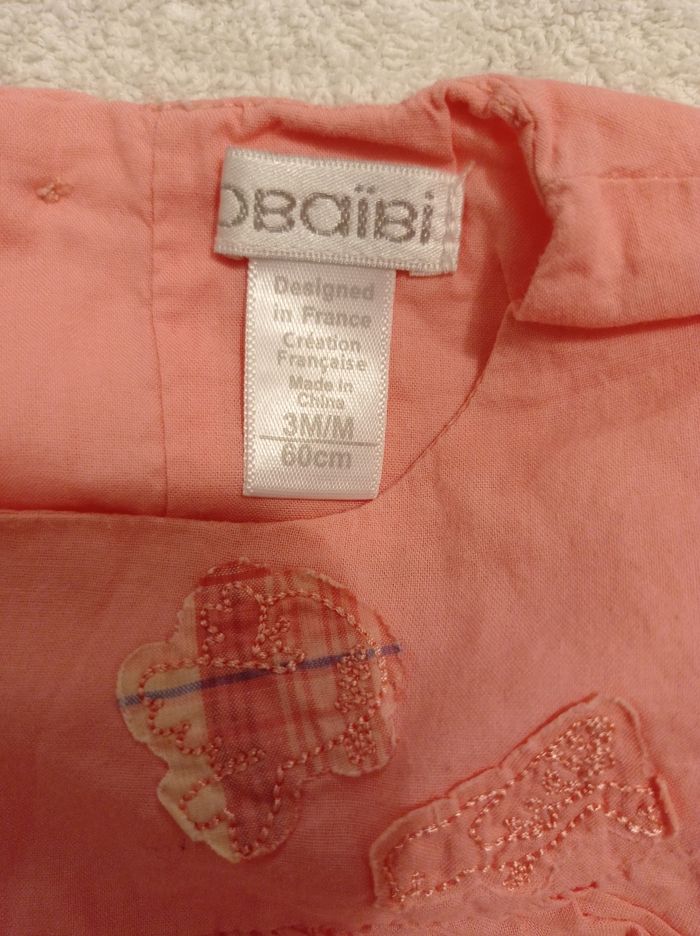 OBaïBi
Designed
in France
Création
Française
Made in
China
3M/M
60cm